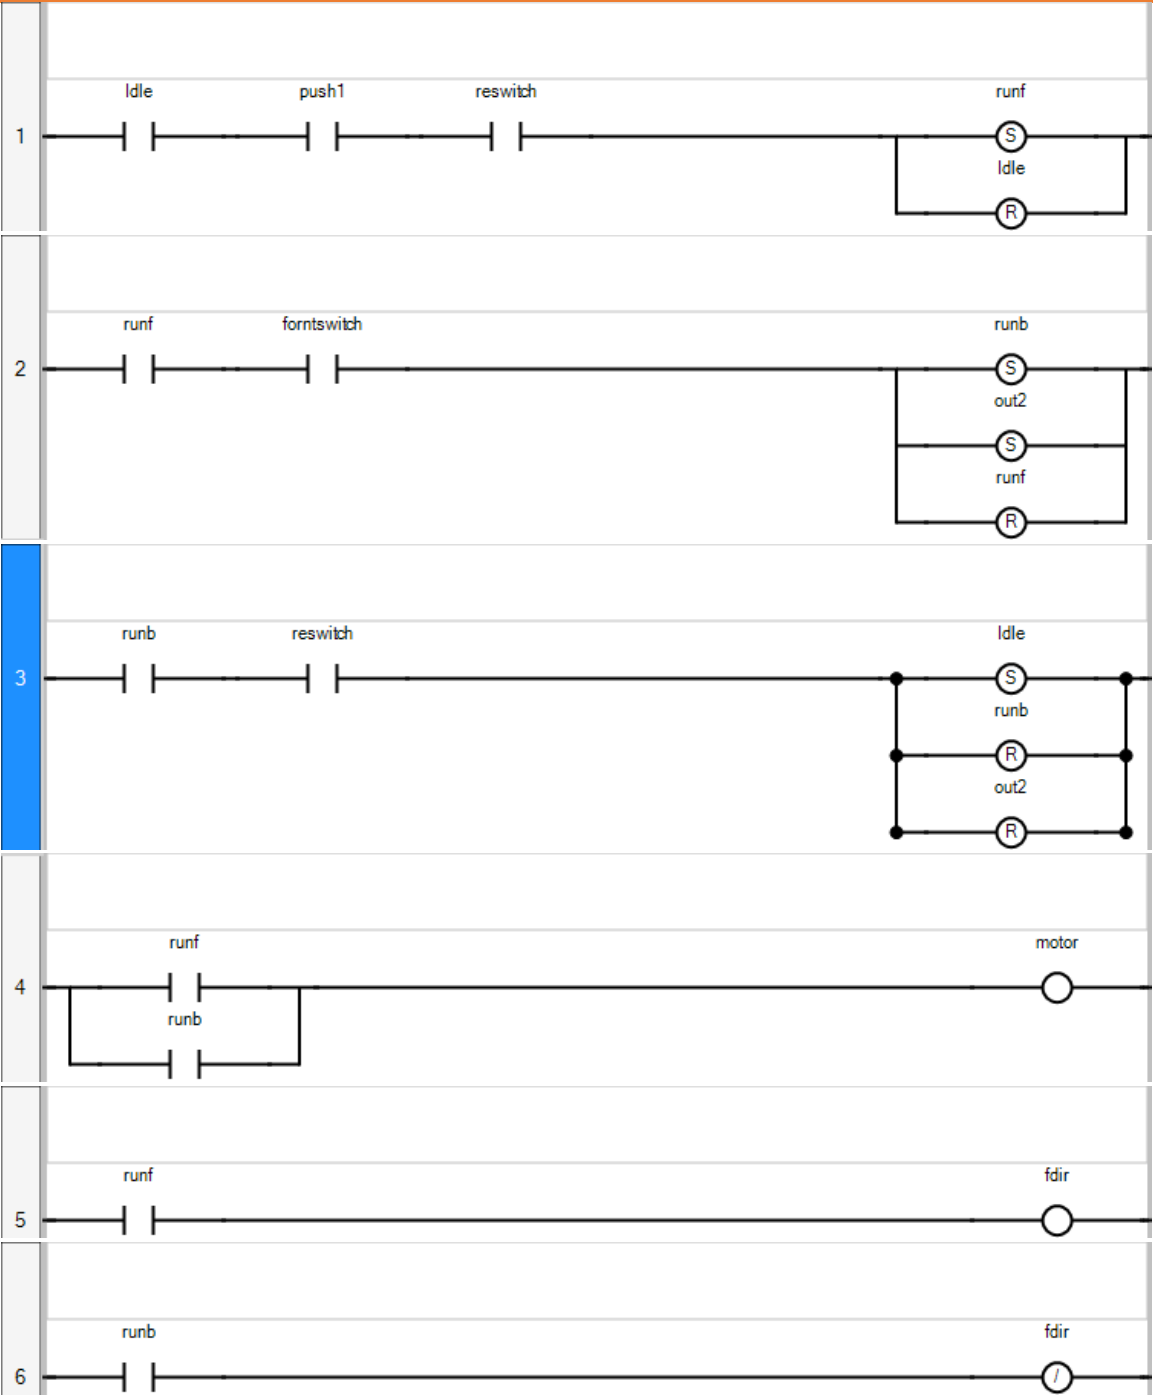 Idle push1 reswitch runf
1 S
Idle
R
runf forntswitch runb
2 S
out2
S
runf
R
runb reswitch Idle
3 S
runb
R
out2
R
runf motor
4
runb
runf fdir
5
runb fdir
6 /